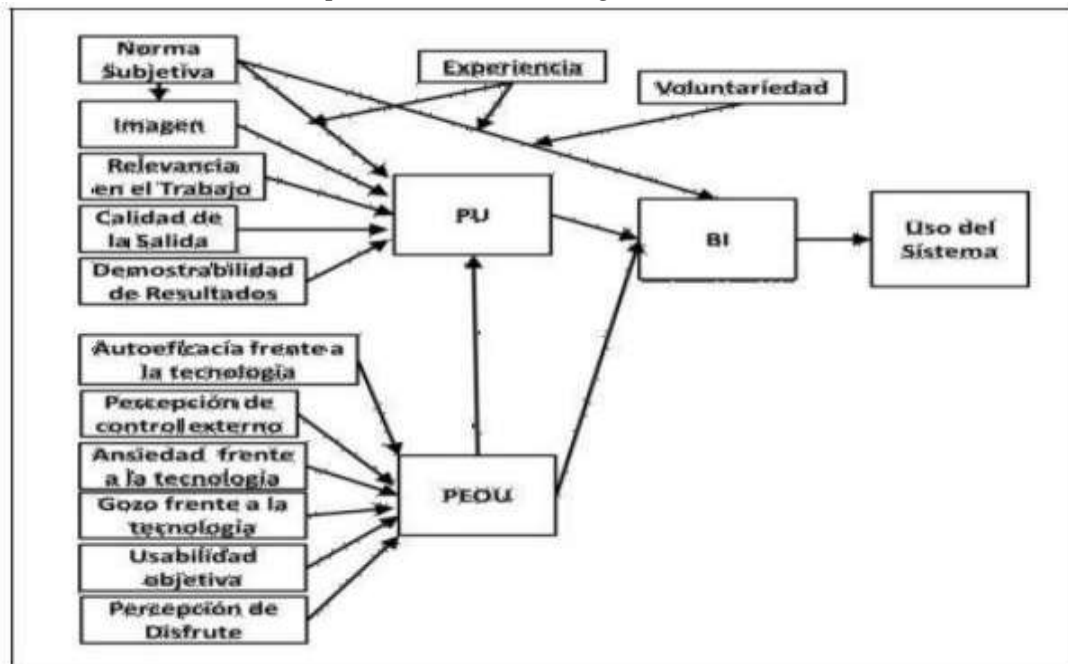 Norma
Subjetiva
Experiencia
Voluntariedad
Imagen
Relevancia
en el Trabajo
PU
Calidad de
la Salida
BI
Uso del
Sistema
Demostrabilidad
de Resultados
Autoeficacia frente a
la tecnología
Percepción de
control externo
Ansiedad frente
a la tecnología
PEOU
Gozo frente a la
tecnología
Usabilidad
objetiva
Percepción de
Disfrute